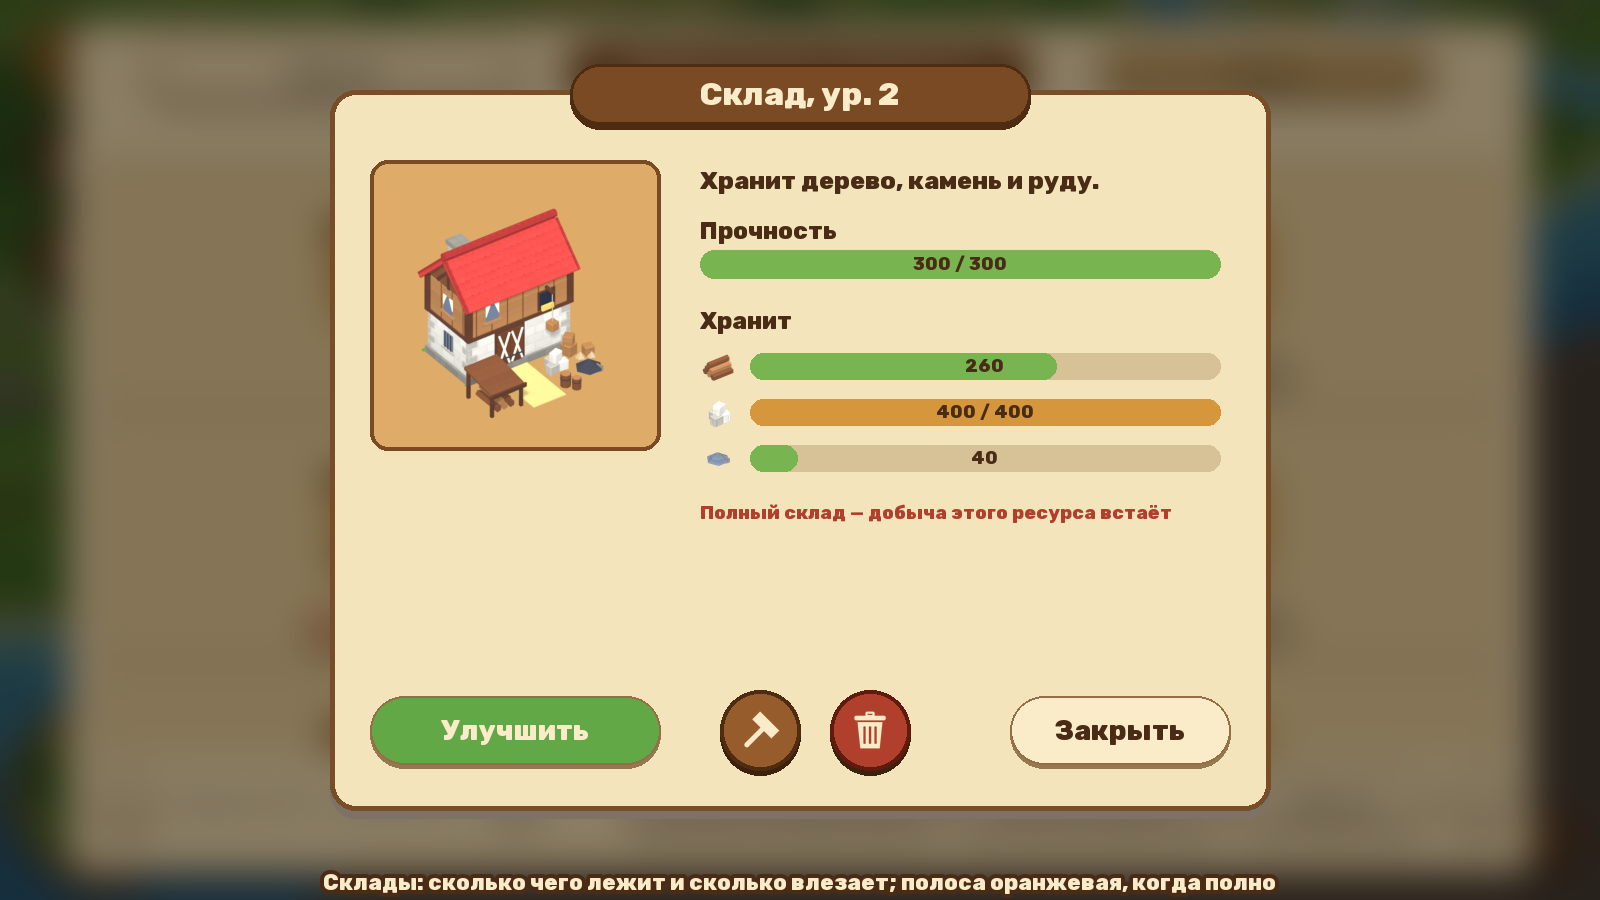 Склад, ур. 2
Хранит дерево, камень и руду.
Прочность
300 / 300
Хранит
260
400 / 400
40
Полный склад — добыча этого ресурса встаёт
Улучшить
Закрыть
Склады: сколько чего лежит и сколько влезает; полоса оранжевая, когда полно